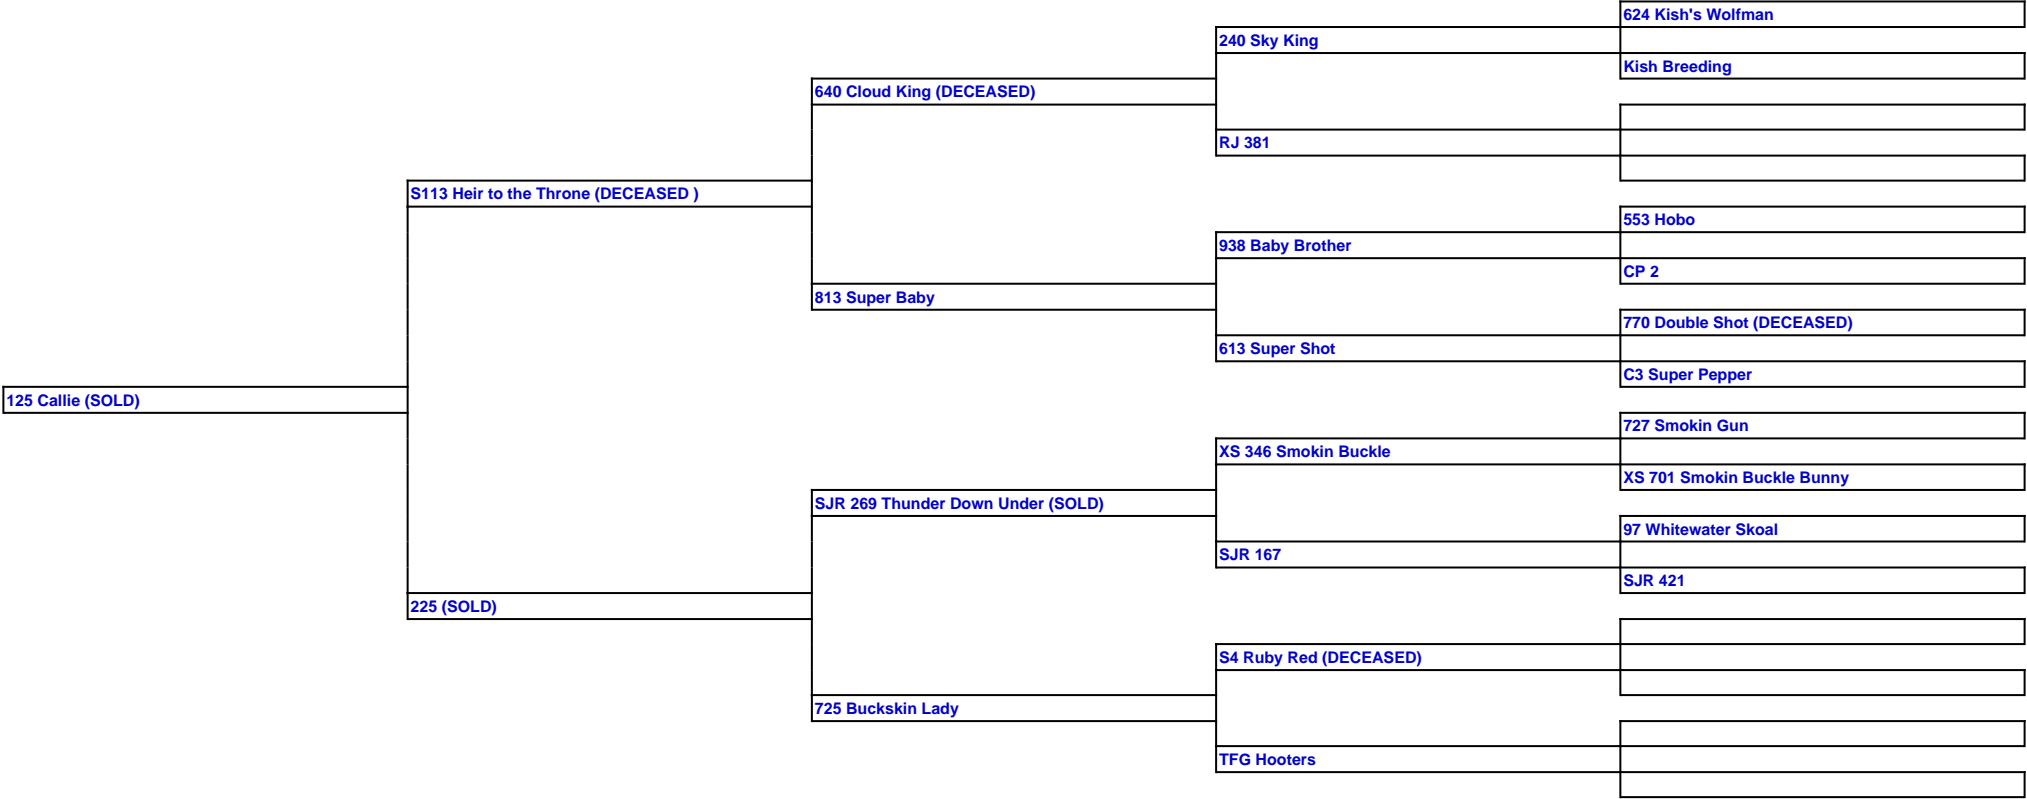 624 Kish's Wolfman
240 Sky King
Kish Breeding
640 Cloud King (DECEASED)
RJ 381
S113 Heir to the Throne (DECEASED )
553 Hobo
938 Baby Brother
CP 2
813 Super Baby
770 Double Shot (DECEASED)
613 Super Shot
C3 Super Pepper
125 Callie (SOLD)
727 Smokin Gun
XS 346 Smokin Buckle
XS 701 Smokin Buckle Bunny
SJR 269 Thunder Down Under (SOLD)
97 Whitewater Skoal
SJR 167
SJR 421
225 (SOLD)
S4 Ruby Red (DECEASED)
725 Buckskin Lady
TFG Hooters